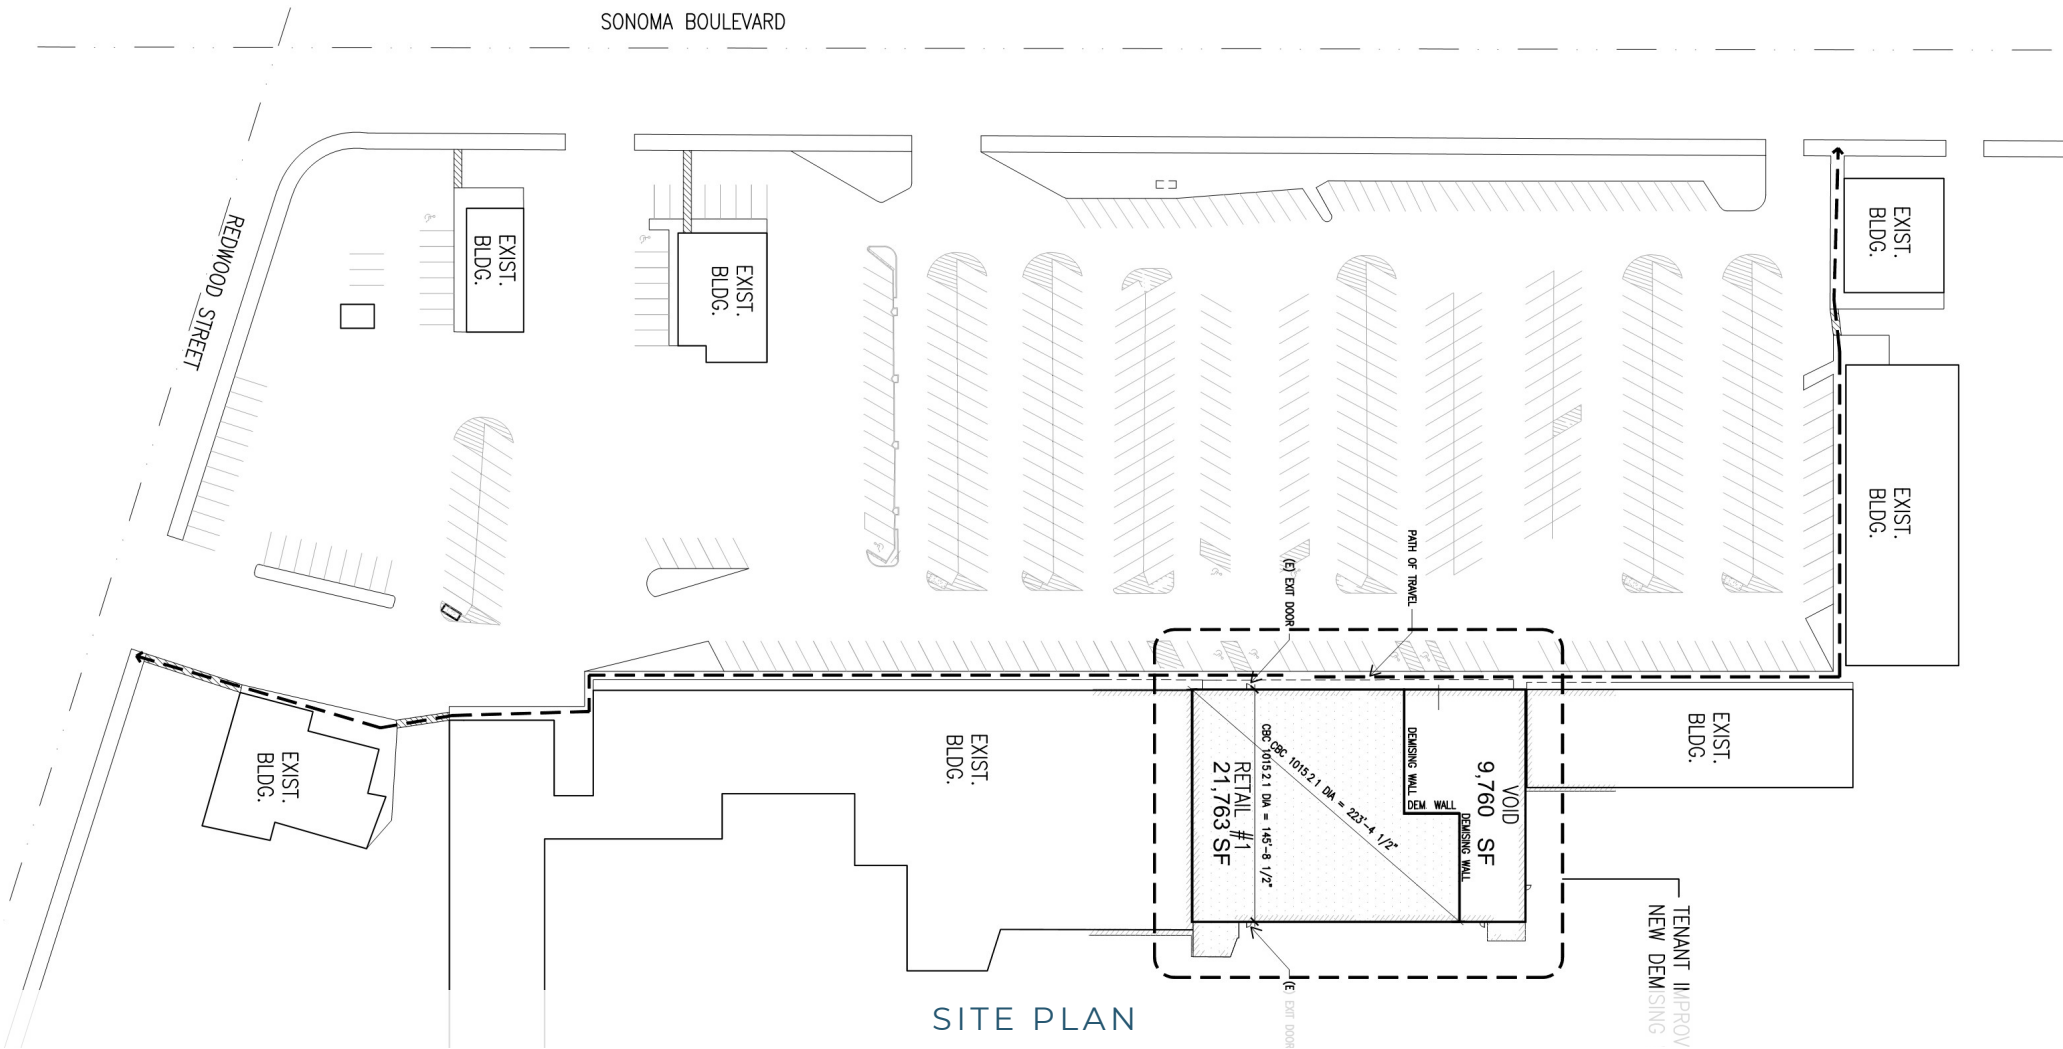 SONOMA BOULEVARD
REDWOOD STREET
EXIST.
BLDG.
EXIST.
BLDG.
EXIST.
BLDG.
EXIST.
BLDG.
PATH OF TRAVEL
(E) EXIT DOOR
EXIST.
BLDG.
EXIST.
BLDG.
EXIST.
BLDG.
RETAIL #1
21,763 SF
CBC 1015.2.1 DIA = 145'-8 1/2"
CBC 1015.2.1 DIA = 223'-4 1/2"
DEMISING WALL
DEM WALL
DEMISING WALL
VOID
9,760 SF
(E) EXIT DOOR
TENANT IMPROV
NEW DEMISING
SITE PLAN